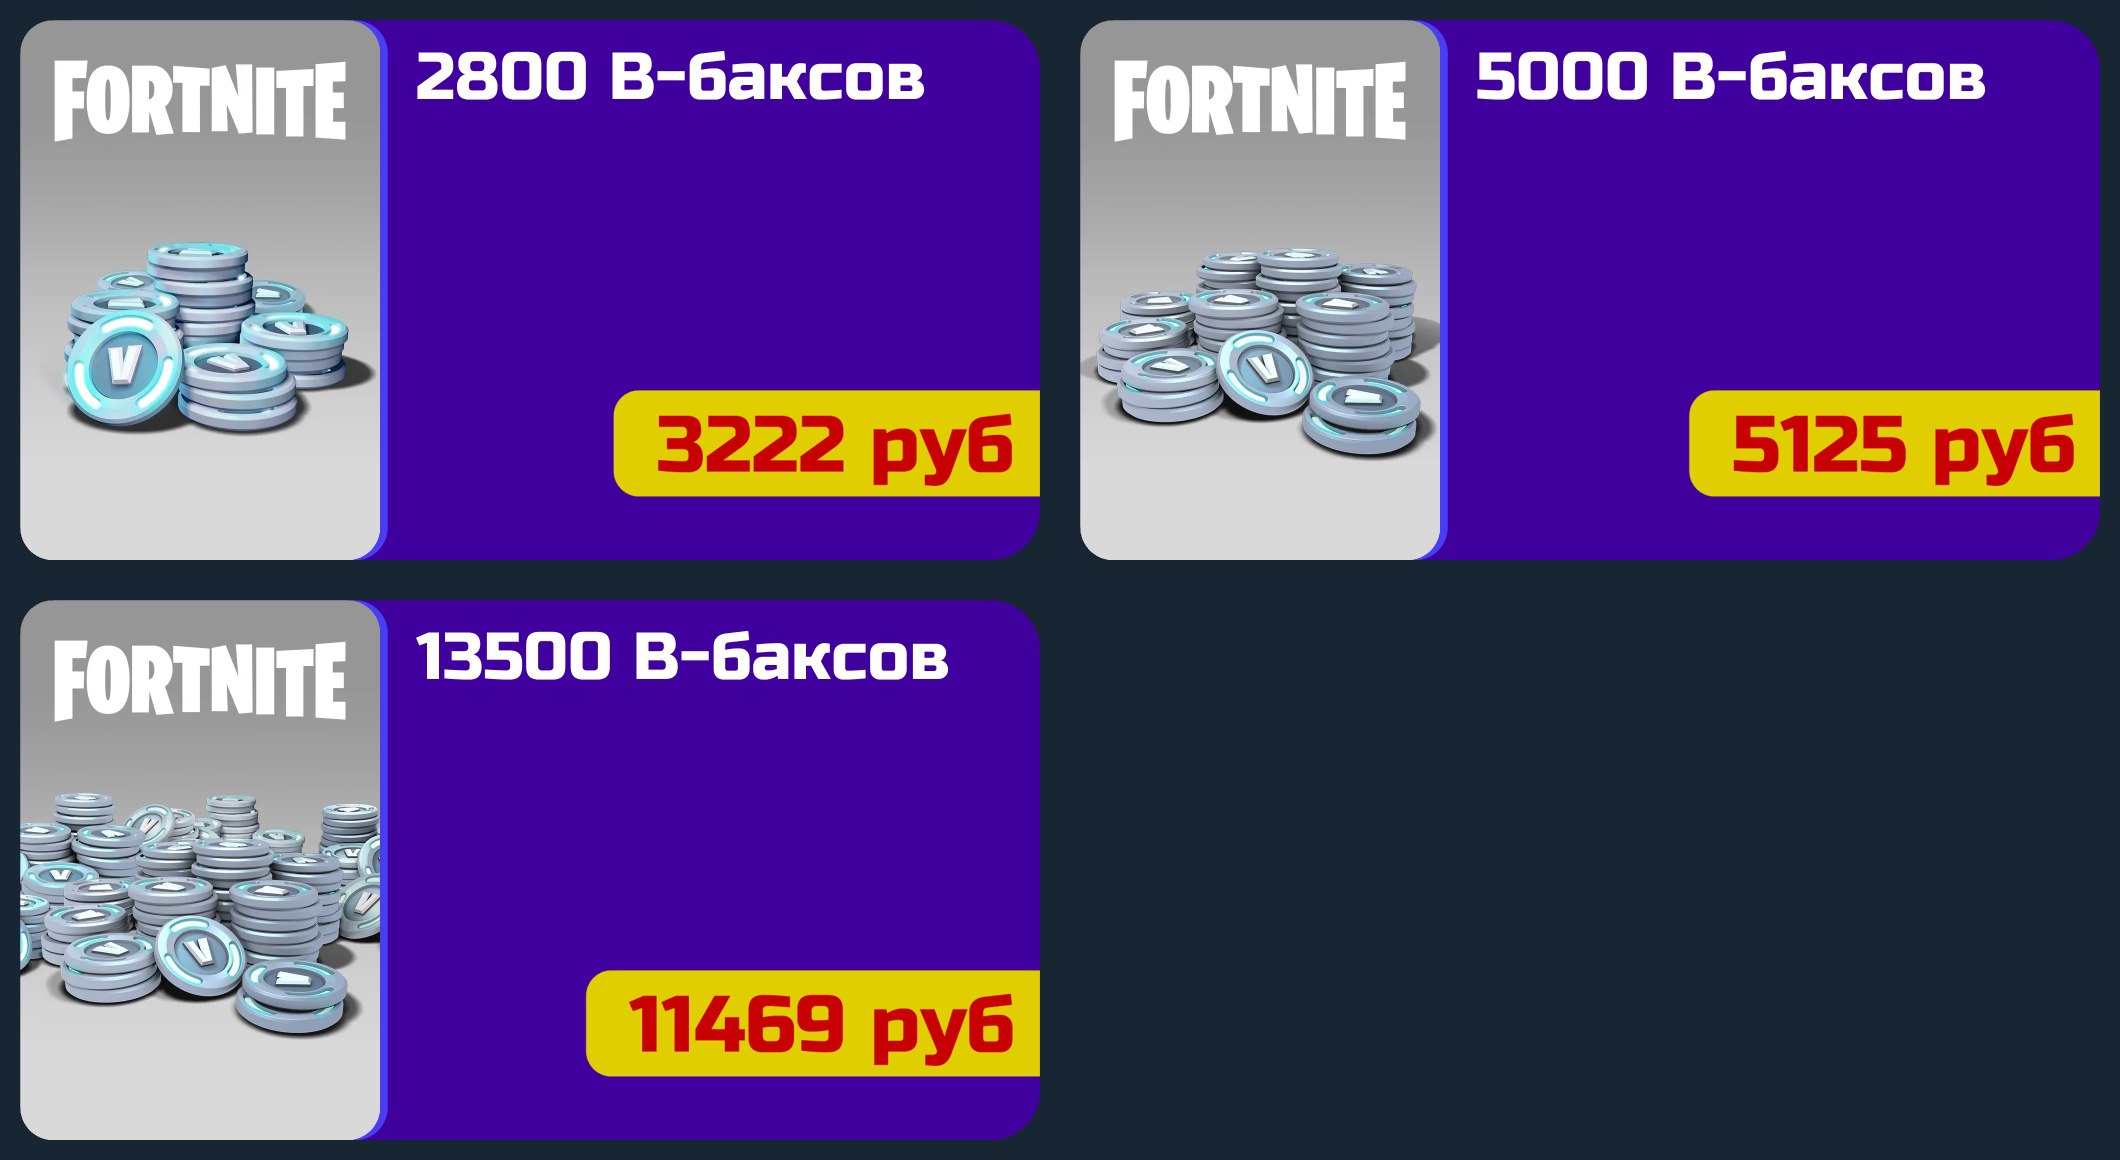 FORTNITE
2800 В-баксов
3222 руб
FORTNITE
5000 В-баксов
5125 руб
FORTNITE
13500 В-баксов
11469 руб